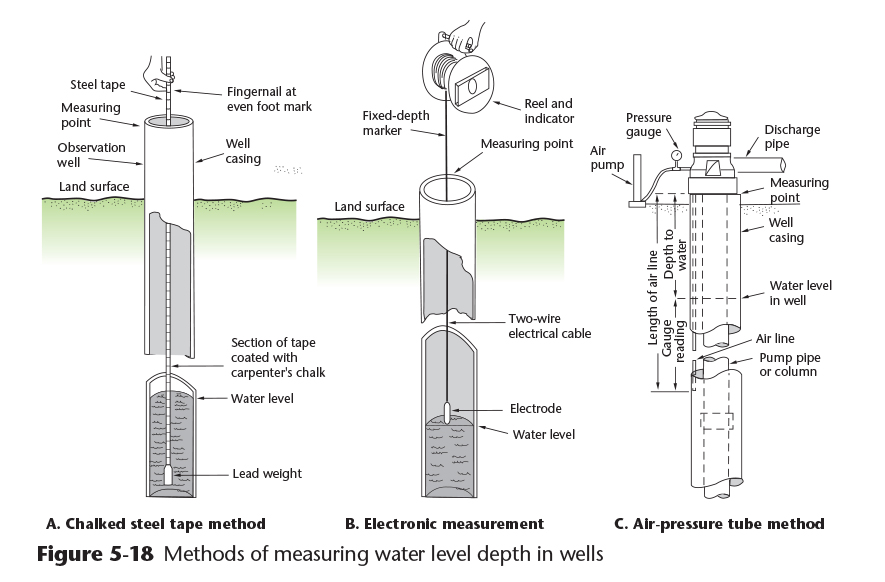 Steel tape
Fingernail at
even foot mark
Measuring
point
Observation
well
Well
casing
Land surface
Section of tape
coated with
carpenter's chalk
Water level
Lead weight
A. Chalked steel tape method
Reel and
indicator
Fixed-depth
marker
Measuring point
Land surface
Two-wire
electrical cable
Electrode
Water level
B. Electronic measurement
Pressure
gauge
Air
pump
Discharge
pipe
Measuring
point
Well
casing
Length of air line
Depth to
water
Gauge
reading
Water level
in well
Air line
Pump pipe
or column
C. Air-pressure tube method
Figure 5-18 Methods of measuring water level depth in wells